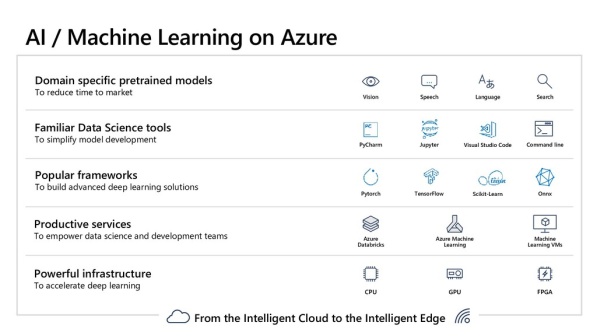 AI / Machine Learning on Azure
Domain specific pretrained models
To reduce time to market
Vision
Speech
Language
Search
Familiar Data Science tools
To simplify model development
PyCharm
Jupyter
Visual Studio Code
Command line
Popular frameworks
To build advanced deep learning solutions
Pytorch
TensorFlow
Scikit-Learn
Onnx
Productive services
To empower data science and development teams
Azure
Databricks
Azure Machine
Learning
Machine
Learning VMs
Powerful infrastructure
To accelerate deep learning
CPU
GPU
FPGA
From the Intelligent Cloud to the Intelligent Edge